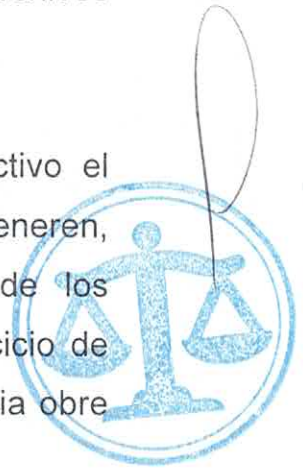 ctivo el
eneren,
de los
cicio de
ia obre